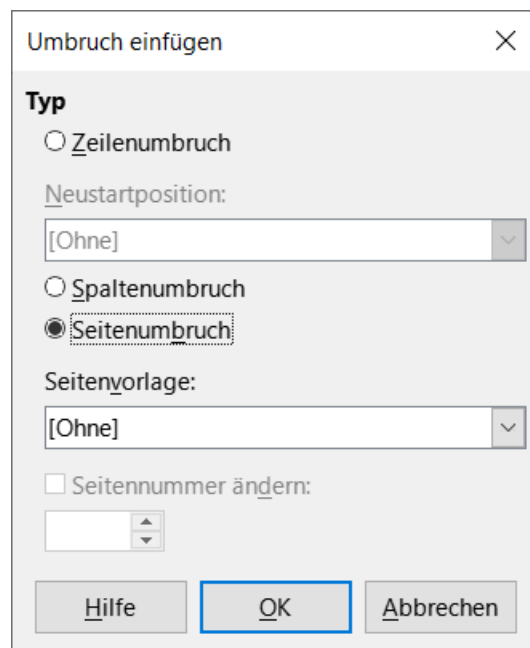 Umbruch einfügen
Typ
Zeilenumbruch
Neustartposition:
[Ohne]
Spaltenumbruch
Seitenumbruch
Seitenvorlage:
[Ohne]
Seitennummer ändern:
Hilfe OK Abbrechen